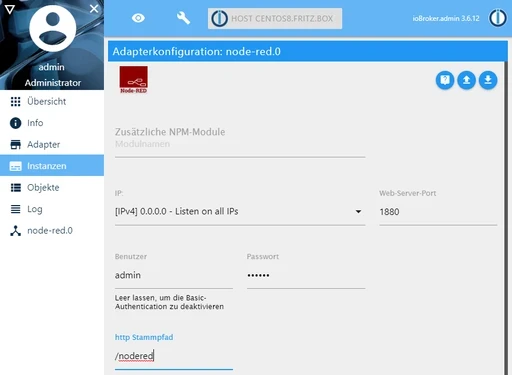 HOST CENTOS8.FRITZ.BOX
ioBroker.admin 3.6.12
admin
Administrator
Übersicht
Info
Adapter
Instanzen
Objekte
Log
node-red.0
Adapterkonfiguration: node-red.0
Node-RED
Zusätzliche NPM-Module
Modulnamen
IP:
Web-Server-Port
[IPv4] 0.0.0.0 - Listen on all IPs
1880
Benutzer
Passwort
admin
••••••
Leer lassen, um die Basic-
Authentication zu deaktivieren
http Stammpfad
/nodered